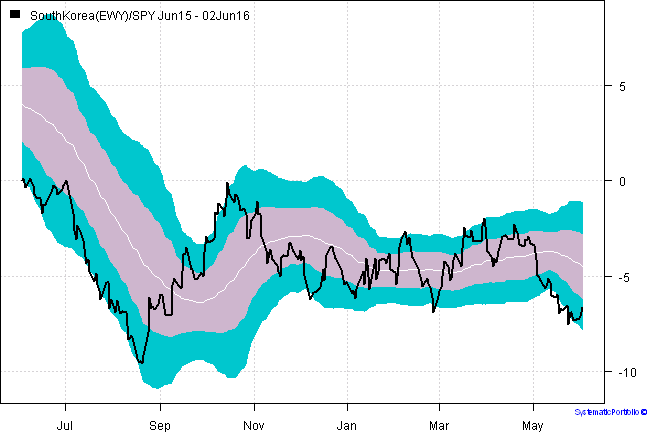 SouthKorea(EWY)/SPY Jun15 - 02Jun16
5
0
-5
-10
Jul Sep Nov Jan Mar May
SystematicPortfolio ©